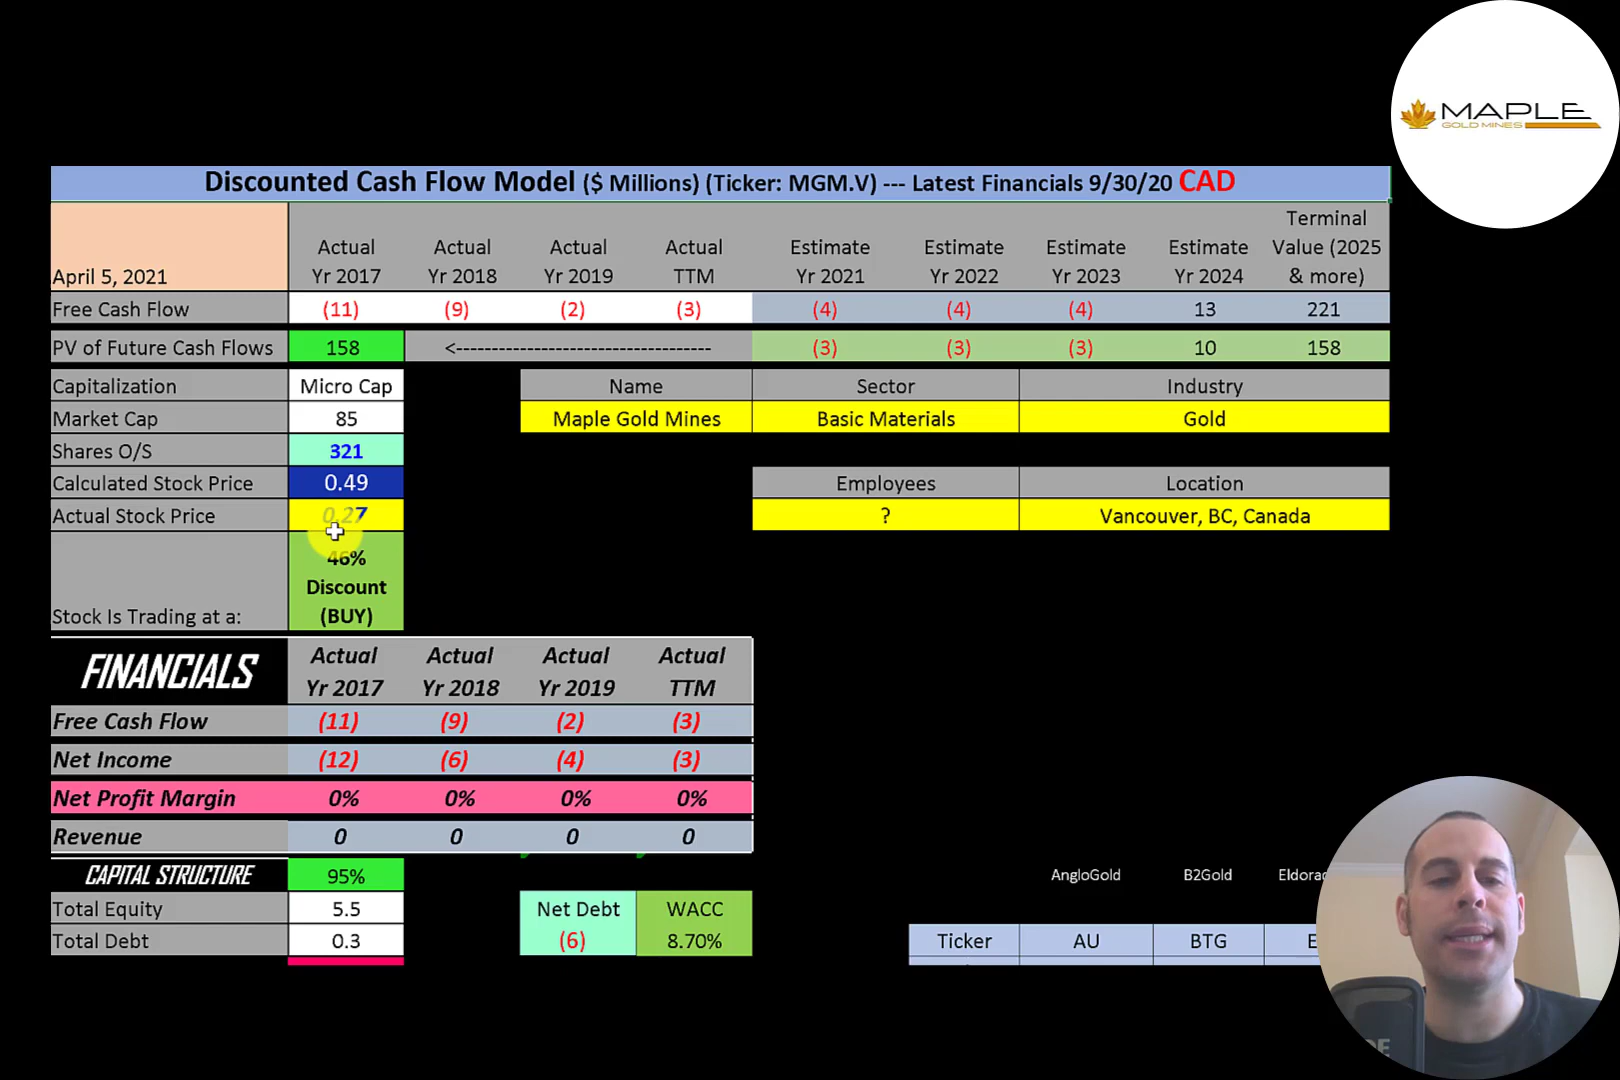 MAPLE
GOLD MINES
Discounted Cash Flow Model ($ Millions) (Ticker: MGM.V) --- Latest Financials 9/30/20 CAD
April 5, 2021 Actual Yr 2017 Actual Yr 2018 Actual Yr 2019 Actual TTM Estimate Yr 2021 Estimate Yr 2022 Estimate Yr 2023 Estimate Yr 2024 Terminal Value (2025 & more)
Free Cash Flow (11) (9) (2) (3) (4) (4) (4) 13 221
PV of Future Cash Flows 158 <----------------------------------- (3) (3) (3) 10 158
Capitalization Micro Cap Name Sector Industry
Market Cap 85 Maple Gold Mines Basic Materials Gold
Shares O/S 321
Calculated Stock Price 0.49 Employees Location
Actual Stock Price 0.27 ? Vancouver, BC, Canada
Stock Is Trading at a: 46% Discount (BUY)
FINANCIALS Actual Yr 2017 Actual Yr 2018 Actual Yr 2019 Actual TTM
Free Cash Flow (11) (9) (2) (3)
Net Income (12) (6) (4) (3)
Net Profit Margin 0% 0% 0% 0%
Revenue 0 0 0 0
CAPITAL STRUCTURE 95% AngloGold B2Gold
Total Equity 5.5 Net Debt WACC
Total Debt 0.3 (6) 8.70% Ticker AU BTG